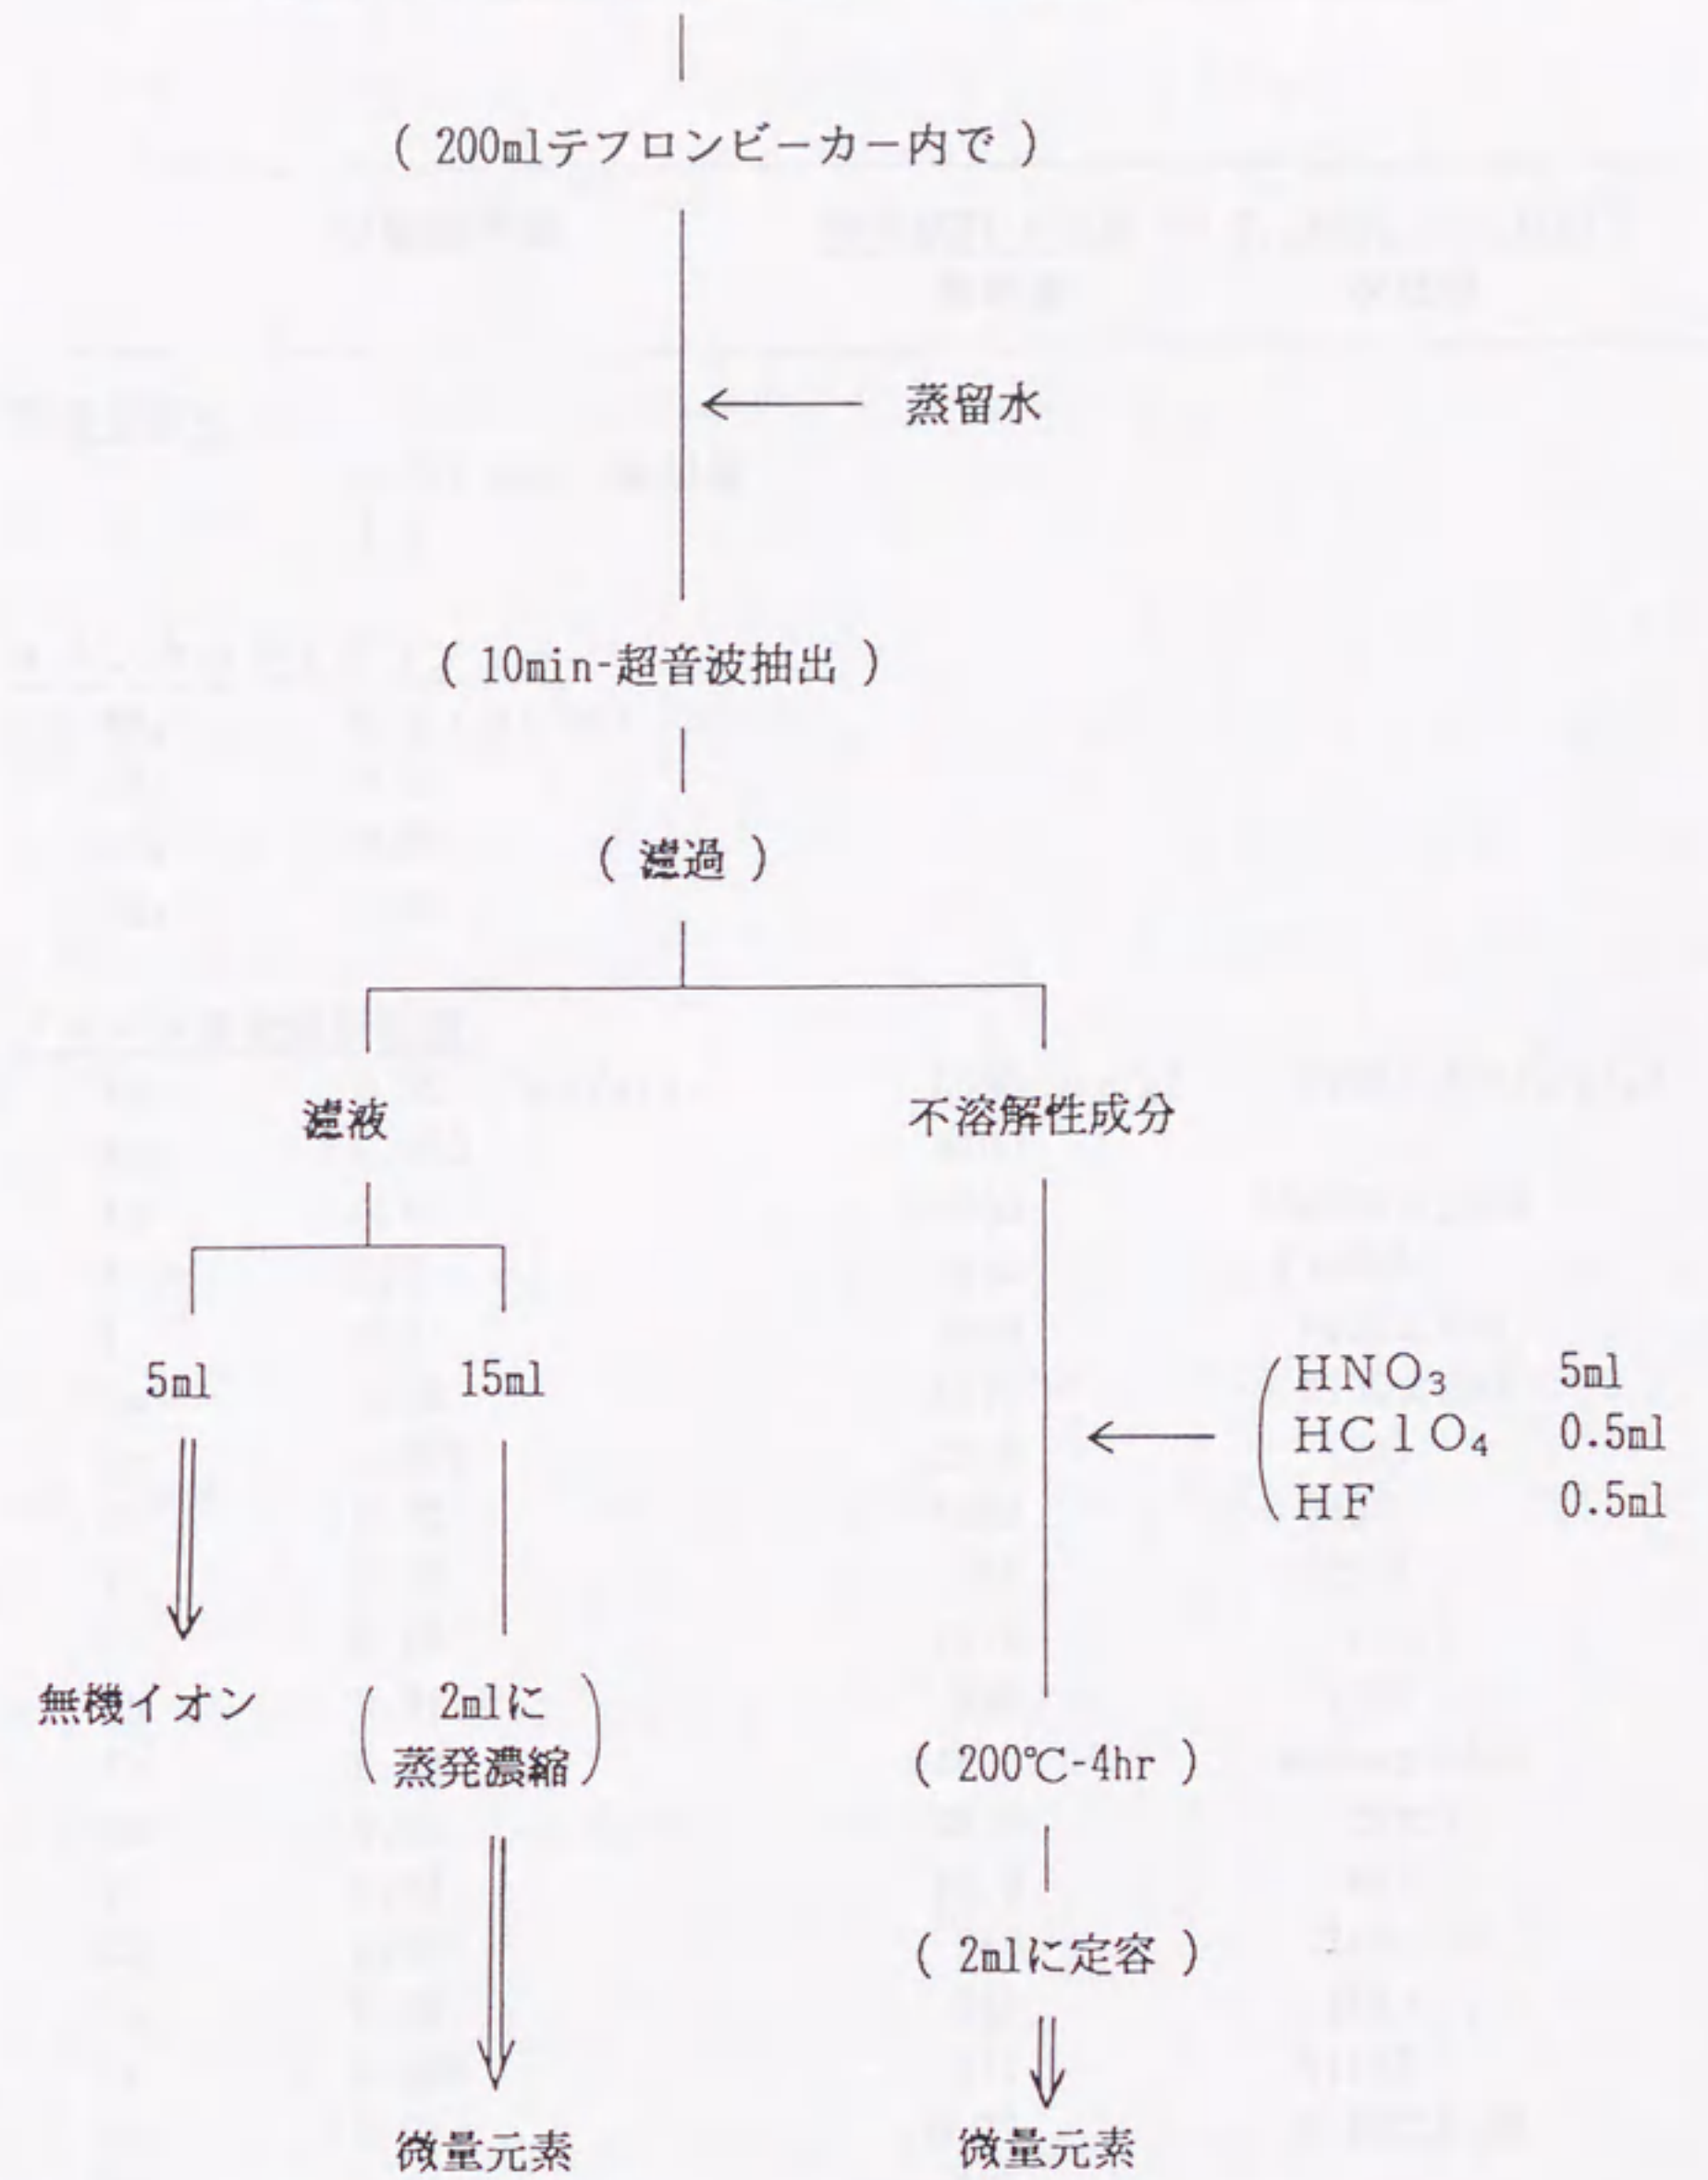 ( 200mlテフロンビーカー内で )
蒸留水
( 10min-超音波抽出 )
( 濾過 )
濾液 不溶解性成分
5ml 15ml
HNO₃ 5ml
HClO₄ 0.5ml
HF 0.5ml
無機イオン
( 2mlに
蒸発濃縮 )
( 200℃-4hr )
( 2mlに定容 )
微量元素 微量元素